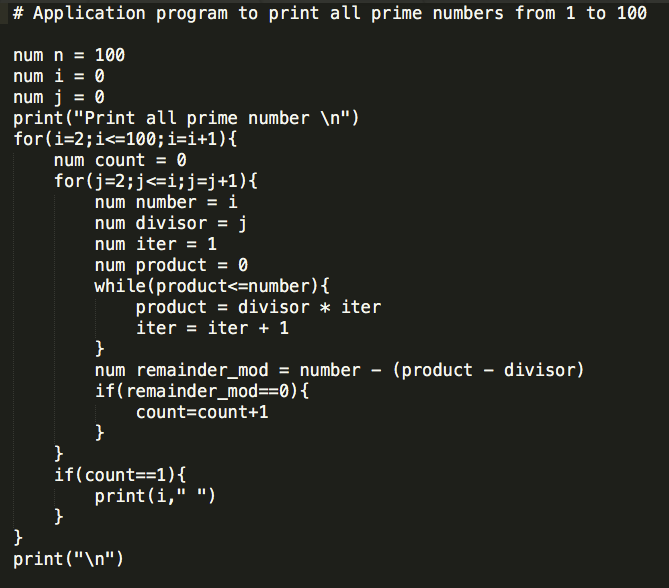 # Application program to print all prime numbers from 1 to 100

num n = 100
num i = 0
num j = 0
print("Print all prime number \n")
for(i=2;i<=100;i=i+1){
    num count = 0
    for(j=2;j<=i;j=j+1){
        num number = i
        num divisor = j
        num iter = 1
        num product = 0
        while(product<=number){
            product = divisor * iter
            iter = iter + 1
        }
        num remainder_mod = number - (product - divisor)
        if(remainder_mod==0){
            count=count+1
        }
    }
    if(count==1){
        print(i," ")
    }
}
print("\n")